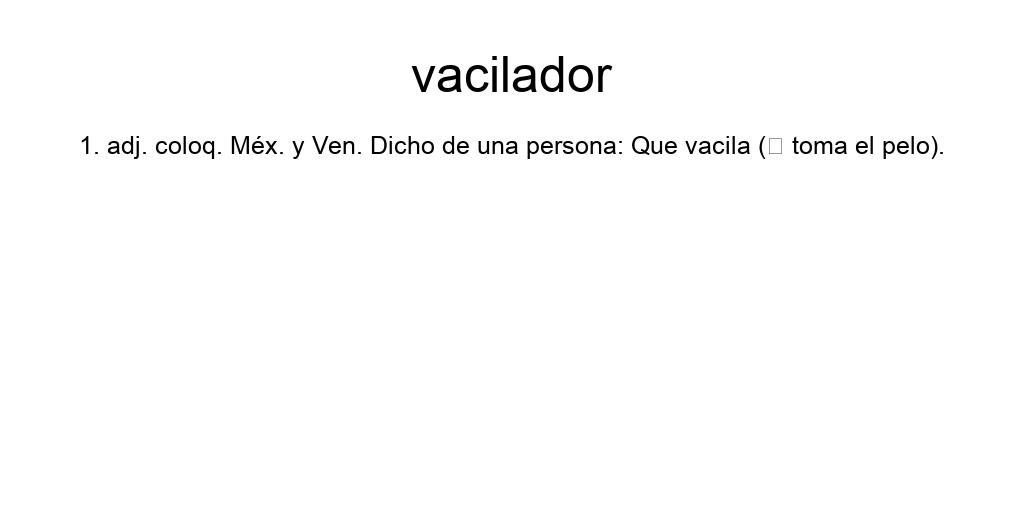 vacilador
1. adj. coloq. Méx. y Ven. Dicho de una persona: Que vacila (□ toma el pelo).